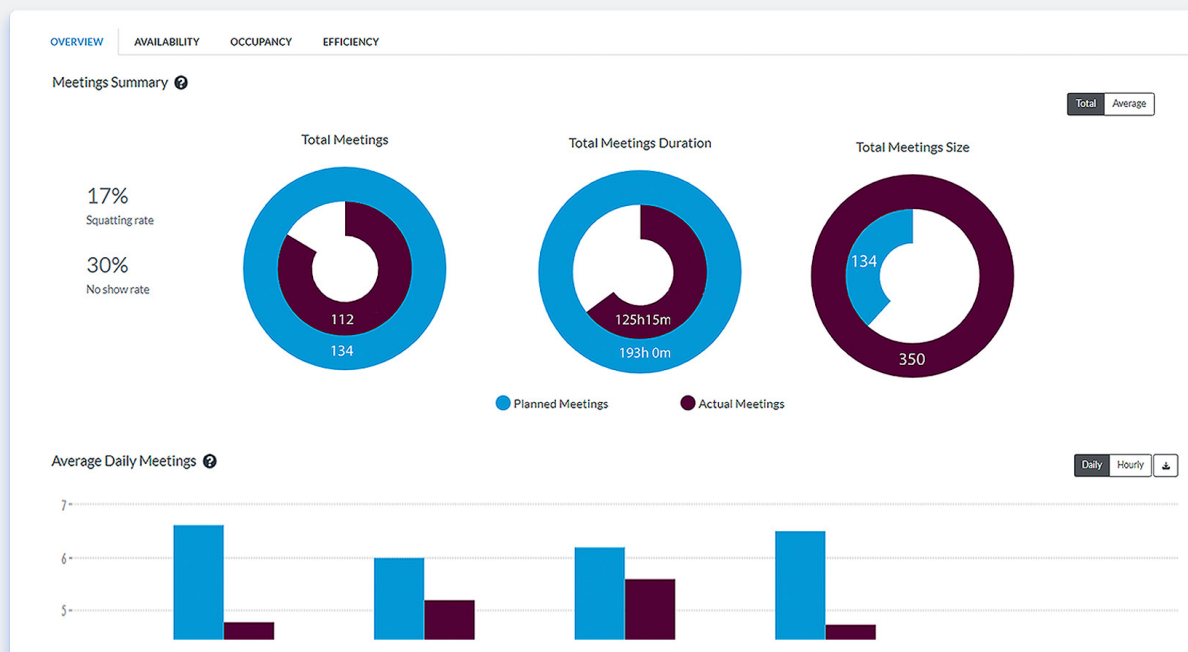 OVERVIEW AVAILABILITY OCCUPANCY EFFICIENCY
Meetings Summary ?
Total Average
Total Meetings
Total Meetings Duration
Total Meetings Size
17%
Squatting rate
30%
No show rate
112
134
125h15m
193h 0m
134
350
Planned Meetings
Actual Meetings
Average Daily Meetings ?
Daily Hourly
7
6
5